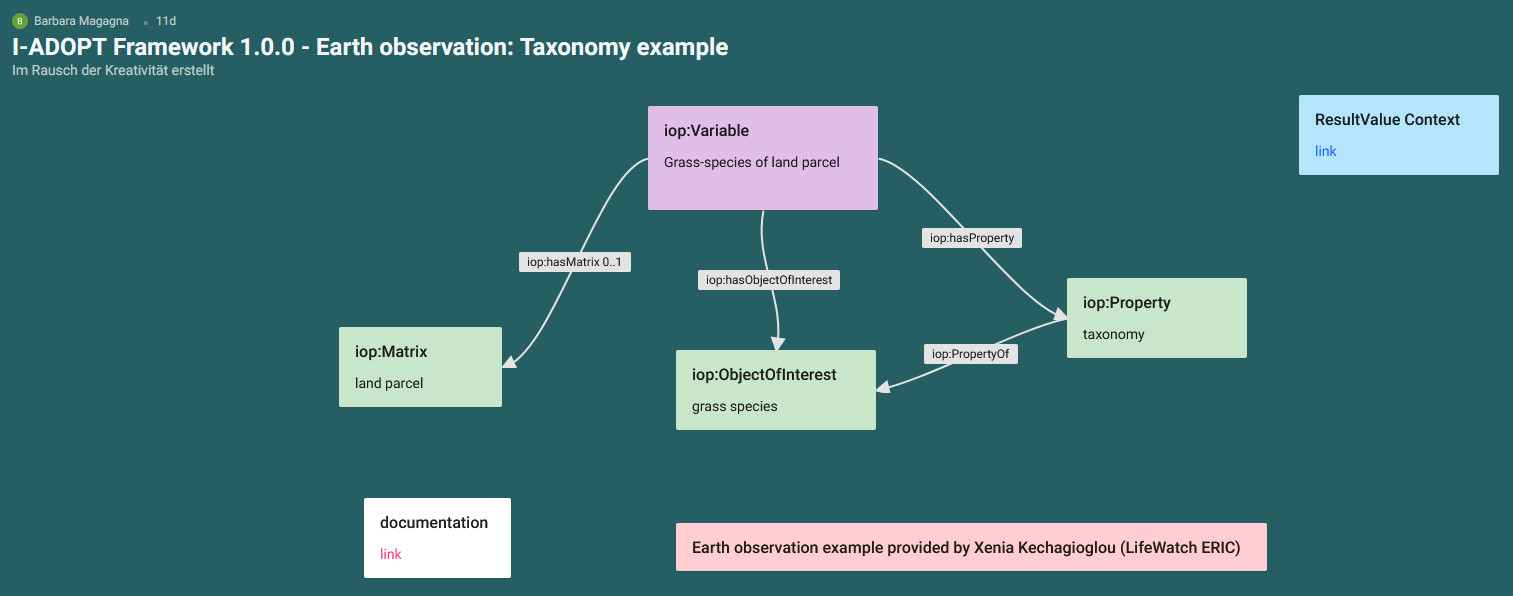 B Barbara Magagna • 11d
I-ADOPT Framework 1.0.0 - Earth observation: Taxonomy example
Im Rausch der Kreativität erstellt
iop:Variable
Grass-species of land parcel
ResultValue Context
link
iop:hasProperty
iop:hasMatrix 0..1
iop:hasObjectOfInterest
iop:Property
taxonomy
iop:PropertyOf
iop:Matrix
land parcel
iop:ObjectOfInterest
grass species
documentation
link
Earth observation example provided by Xenia Kechagioglou (LifeWatch ERIC)